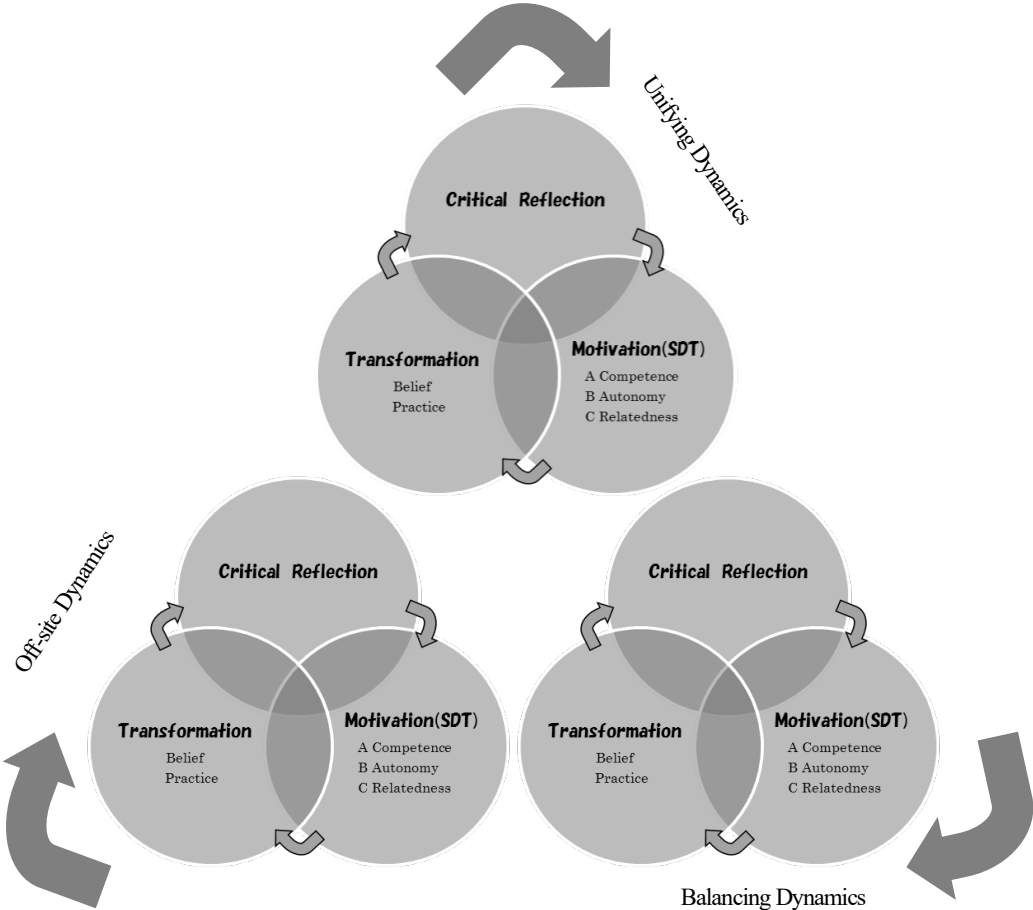 Unifying Dynamics
Critical Reflection
Transformation
Belief
Practice
Motivation(SDT)
A Competence
B Autonomy
C Relatedness
Off-site Dynamics
Critical Reflection
Transformation
Belief
Practice
Motivation(SDT)
A Competence
B Autonomy
C Relatedness
Critical Reflection
Transformation
Belief
Practice
Motivation(SDT)
A Competence
B Autonomy
C Relatedness
Balancing Dynamics